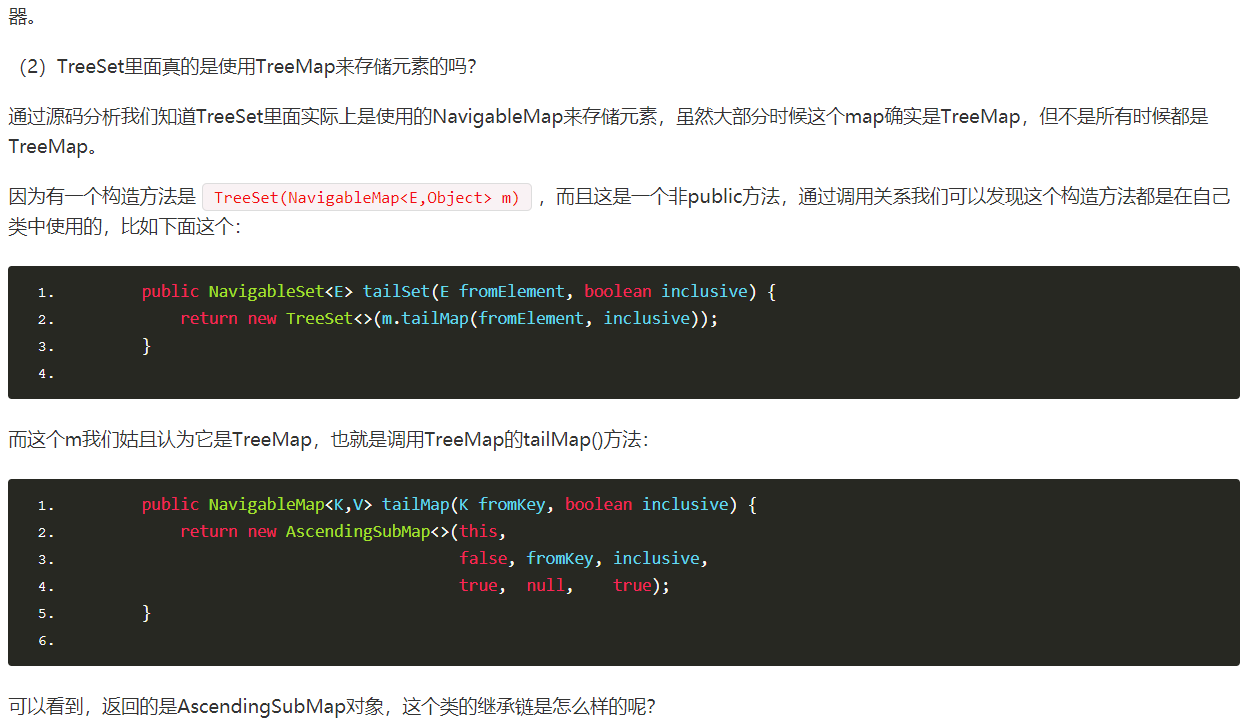 器。
（2）TreeSet里面真的是使用TreeMap来存储元素的吗？
通过源码分析我们知道TreeSet里面实际上是使用的NavigableMap来存储元素，虽然大部分时候这个map确实是TreeMap，但不是所有时候都是
TreeMap。
因为有一个构造方法是 TreeSet(NavigableMap<E,Object> m) ，而且这是一个非public方法，通过调用关系我们可以发现这个构造方法都是在自己
类中使用的，比如下面这个：
1. public NavigableSet<E> tailSet(E fromElement, boolean inclusive) {
2. return new TreeSet<>(m.tailMap(fromElement, inclusive));
3. }
4.
而这个m我们姑且认为它是TreeMap，也就是调用TreeMap的tailMap()方法：
1. public NavigableMap<K,V> tailMap(K fromKey, boolean inclusive) {
2. return new AscendingSubMap<>(this,
3. false, fromKey, inclusive,
4. true, null, true);
5. }
6.
可以看到，返回的是AscendingSubMap对象，这个类的继承链是怎么样的呢？